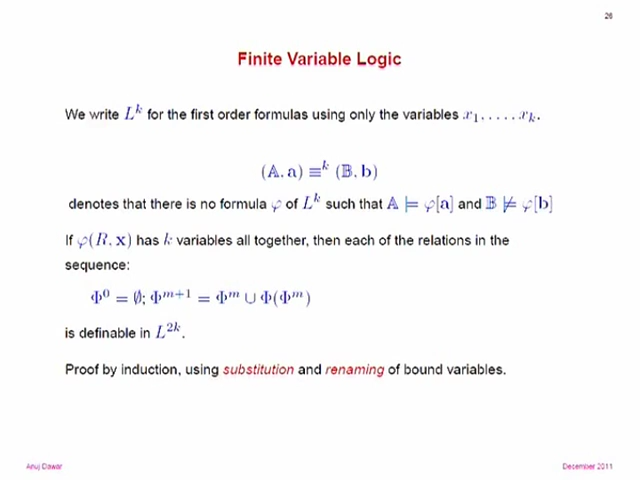 26
Finite Variable Logic
We write L^k for the first order formulas using only the variables x_1, . . . . . x_k.
(𝔸, a) ≡^k (𝔹, b)
denotes that there is no formula φ of L^k such that 𝔸 ⊨ φ[a] and 𝔹 ⊭ φ[b]
If φ(R, x) has k variables all together, then each of the relations in the
sequence:
Φ^0 = ∅; Φ^{m+1} = Φ^m ∪ Φ(Φ^m)
is definable in L^{2k}.
Proof by induction, using substitution and renaming of bound variables.
Anuj Dawar
December 2011